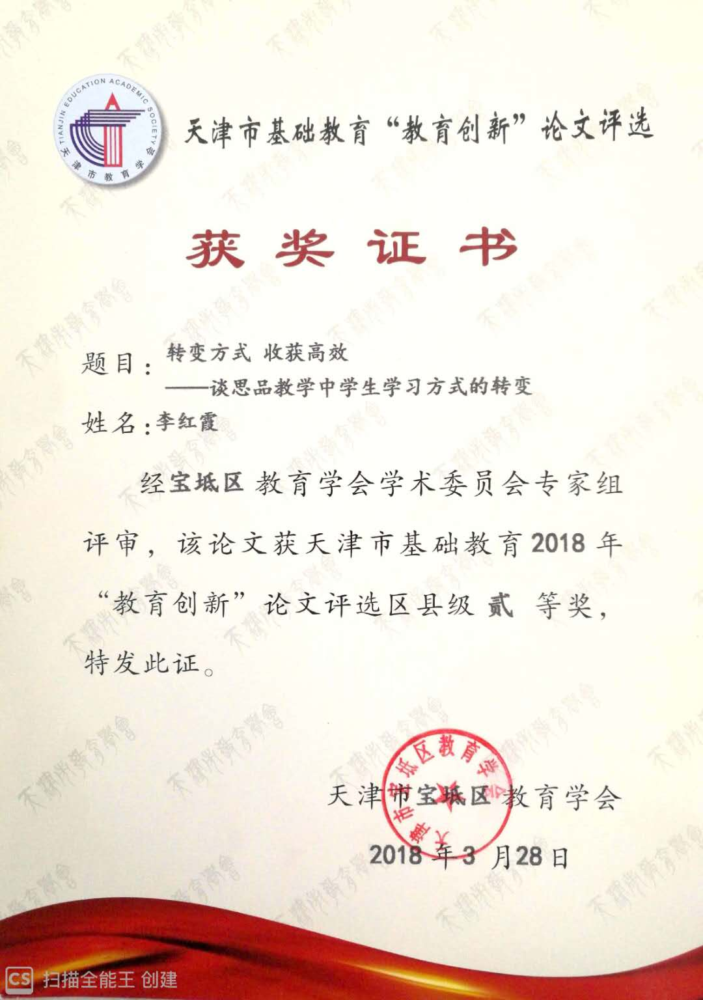 TIANJIN EDUCATION ACADEMIC SOCIETY
天津市教育学会
天津市基础教育“教育创新”论文评选
获奖证书
题目：转变方式 收获高效
——谈思品教学中学生学习方式的转变
姓名：李红霞
经宝坻区 教育学会学术委员会专家组
评审，该论文获天津市基础教育2018 年
“教育创新”论文评选区县级 贰 等奖，
特发此证。
天津市宝坻区教育学会
天津市宝坻区 教育学会
2018 年 3 月28日
CS 扫描全能王 创建